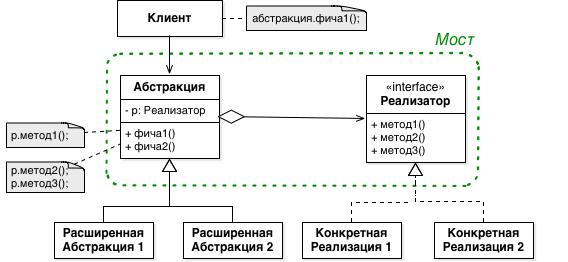 Клиент
абстракция.фича1();
Мост
Абстракция
- р: Реализатор
+ фича1()
+ фича2()
«interface»
Реализатор
+ метод1()
+ метод2()
+ метод3()
р.метод1();
р.метод2();
р.метод3();
Расширенная
Абстракция 1
Расширенная
Абстракция 2
Конкретная
Реализация 1
Конкретная
Реализация 2